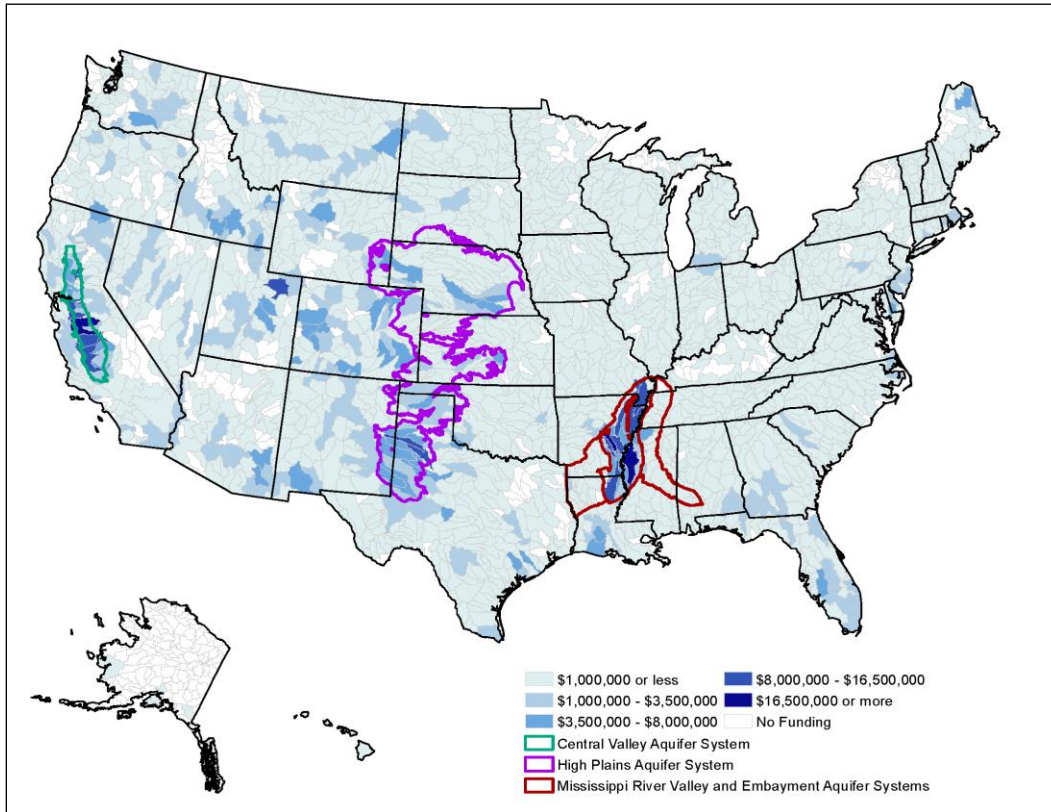 $1,000,000 or less
$8,000,000 - $16,500,000
$1,000,000 - $3,500,000
$16,500,000 or more
$3,500,000 - $8,000,000
No Funding
Central Valley Aquifer System
High Plains Aquifer System
Mississippi River Valley and Embayment Aquifer Systems